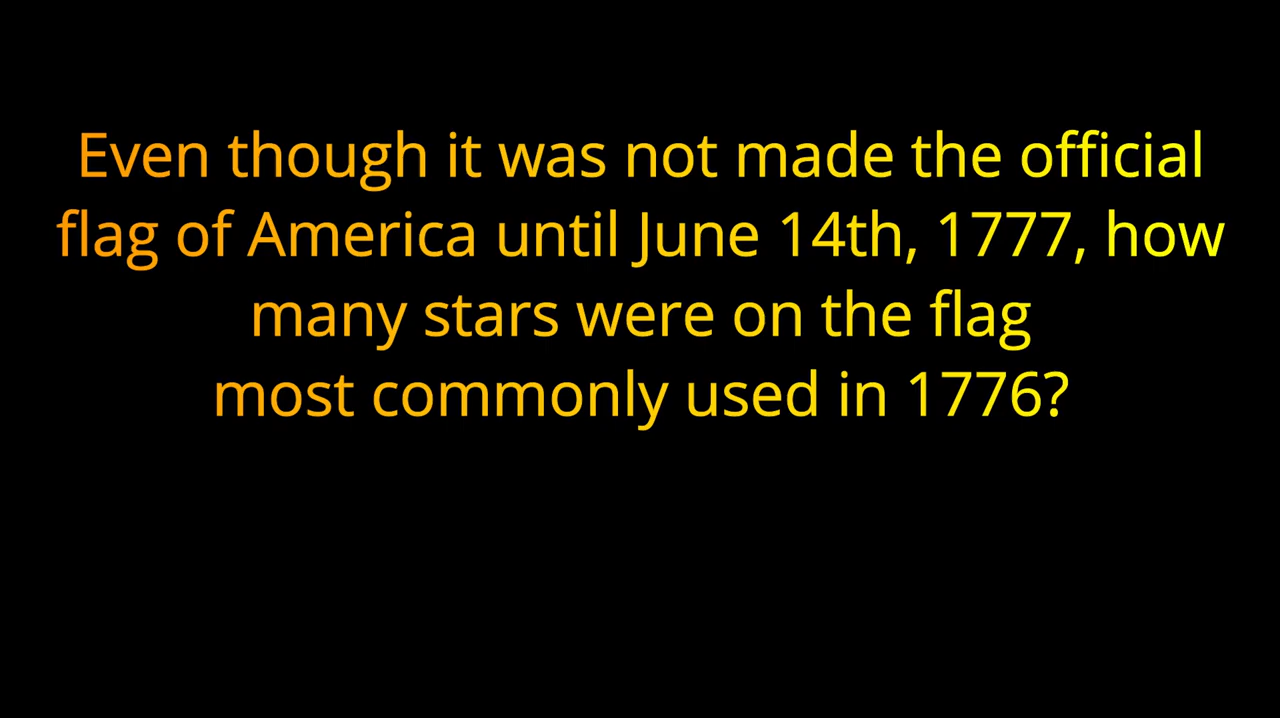 Even though it was not made the official
flag of America until June 14th, 1777, how
many stars were on the flag
most commonly used in 1776?